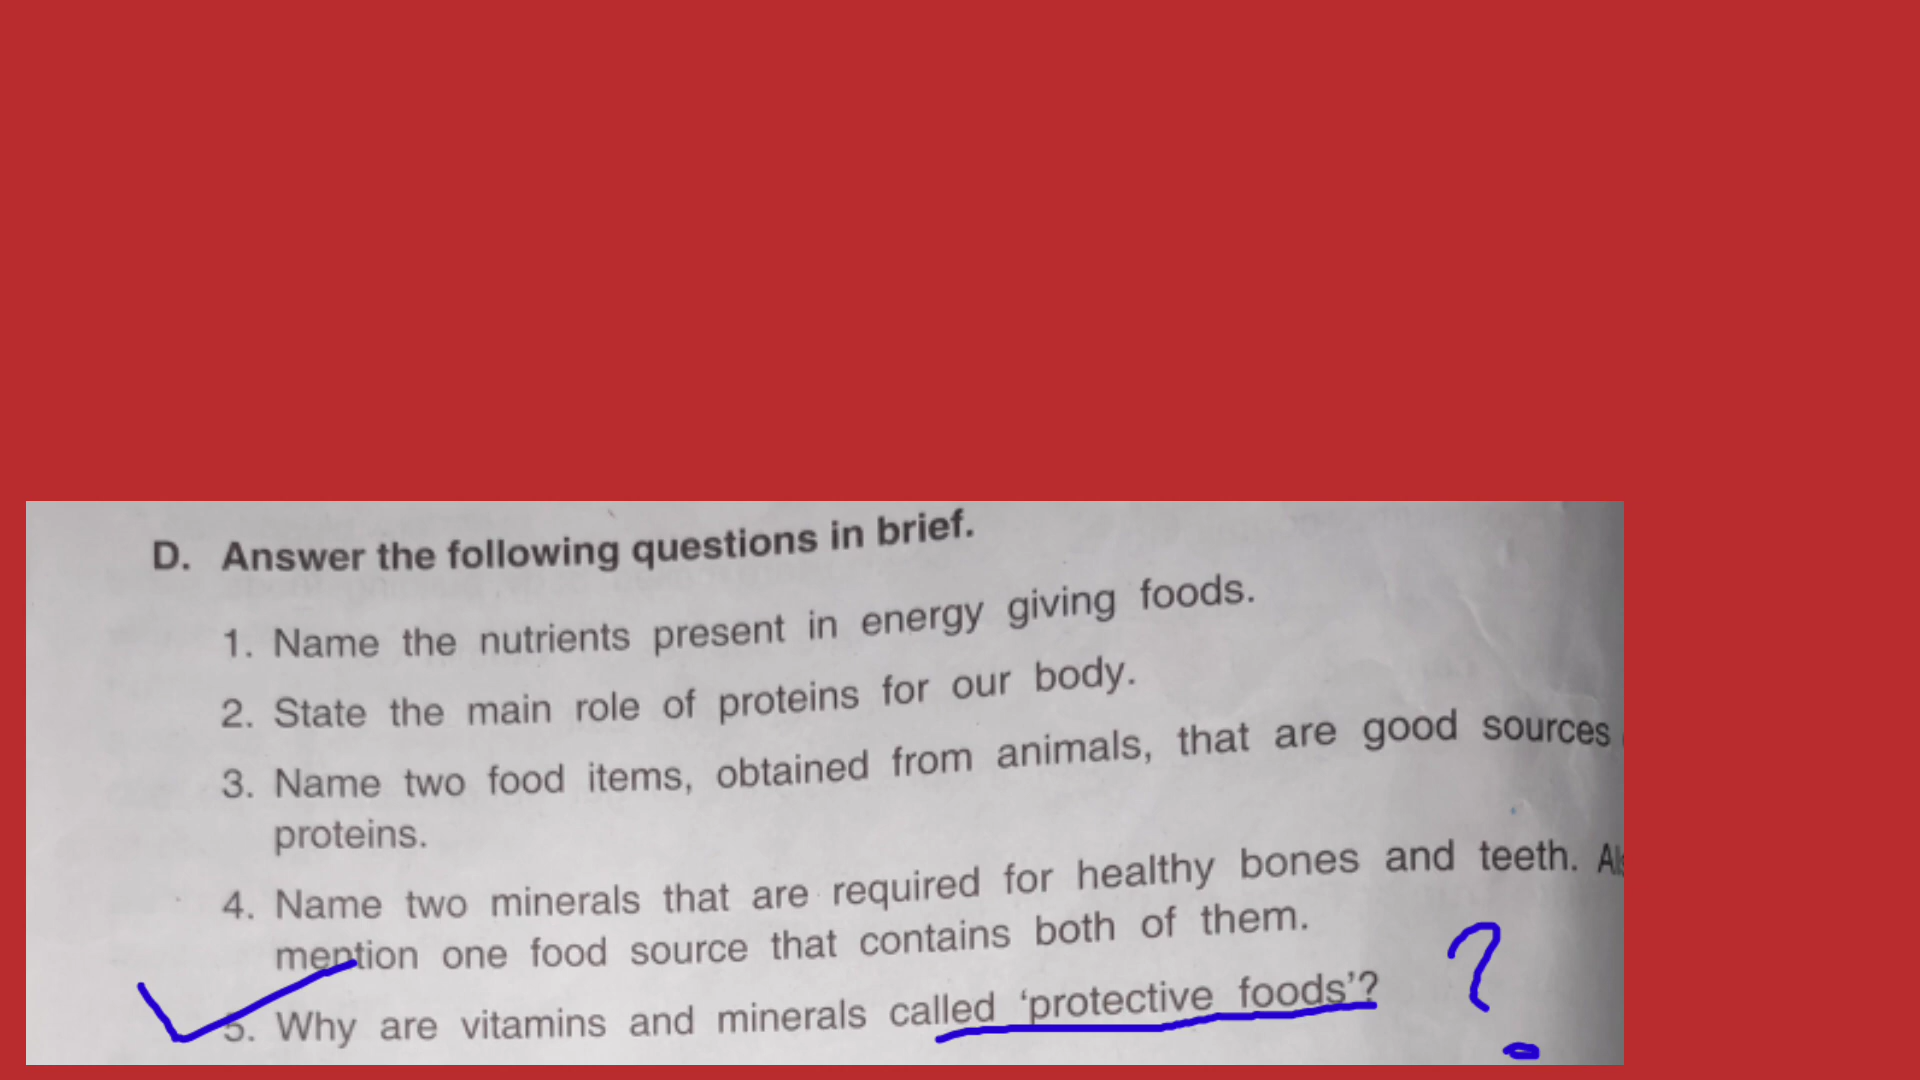 D. Answer the following questions in brief.
1. Name the nutrients present in energy giving foods.
2. State the main role of proteins for our body.
3. Name two food items, obtained from animals, that are good sources
proteins.
4. Name two minerals that are required for healthy bones and teeth.
mention one food source that contains both of them.
5. Why are vitamins and minerals called ‘protective foods’?
?